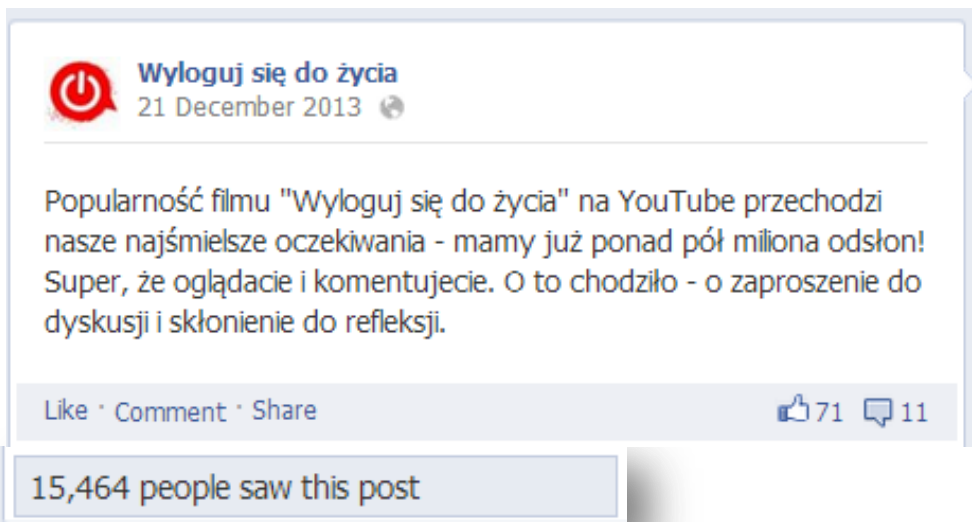 Wyloguj się do życia
21 December 2013
Popularność filmu "Wyloguj się do życia" na YouTube przechodzi
nasze najśmielsze oczekiwania - mamy już ponad pół miliona odsłon!
Super, że oglądacie i komentujecie. O to chodziło - o zaproszenie do
dyskusji i skłonienie do refleksji.
Like · Comment · Share 71 11
15,464 people saw this post